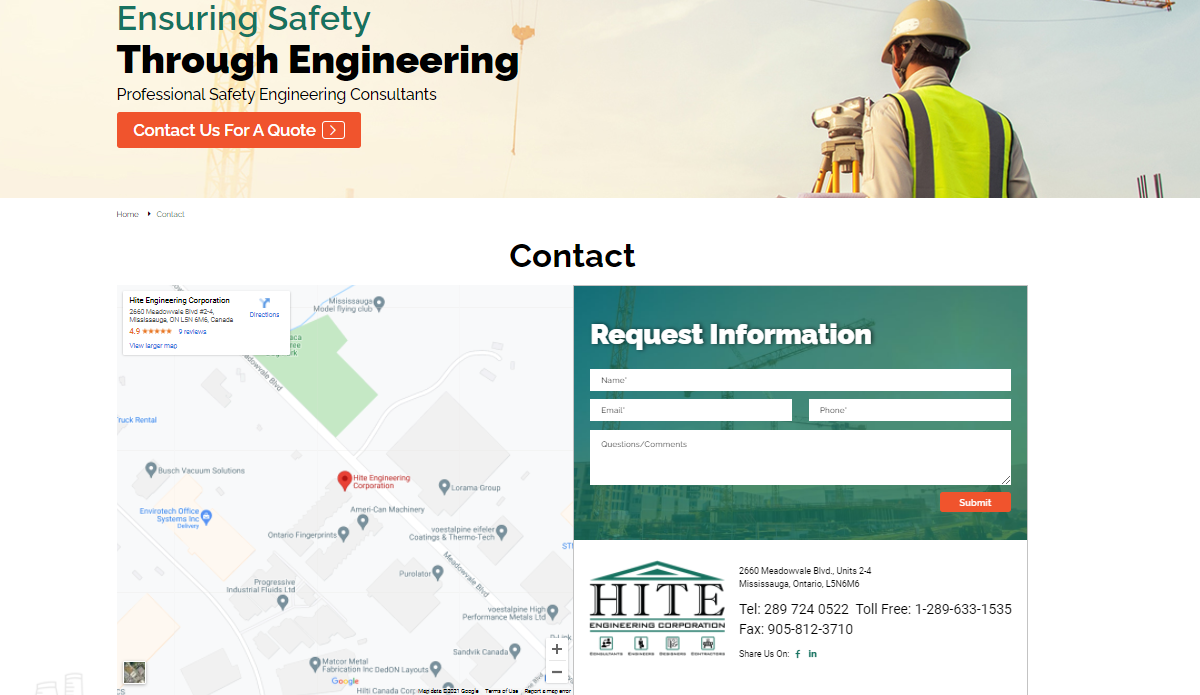 Ensuring Safety
Through Engineering
Professional Safety Engineering Consultants
Contact Us For A Quote
Home Contact
Contact
Hite Engineering Corporation
2660 Meadowvale Blvd #2-4,
Mississauga, ON L5N 6M6, Canada
4.9 9 reviews
View larger map
Directions
Mississauga
Model flying club
Meadowvale Blvd
ruck Rental
Busch Vacuum Solutions
Hite Engineering
Corporation
Lorama Group
Envirotech Office
Systems Inc
Delivery
Ameri-Can Machinery
Ontario Fingerprints
voestalpine eifeler
Coatings & Thermo-Tech
Meadowvale Blvd
Purolator
Progressive
Industrial Fluids Ltd
voestalpine High
Performance Metals Ltd
D-Link
Sandvik Canada
Matcor Metal
Fabrication Inc
DedON Layouts
Google
Hilti Canada Corp
Map data ©2021 Google Terms of Use Report a map error
Request Information
Name*
Email* Phone*
Questions/Comments
Submit
HITE
ENGINEERING CORPORATION
CONSULTANTS ENGINEERS DESIGNERS CONTRACTORS
2660 Meadowvale Blvd., Units 2-4
Mississauga, Ontario, L5N6M6
Tel: 289 724 0522 Toll Free: 1-289-633-1535
Fax: 905-812-3710
Share Us On: f in